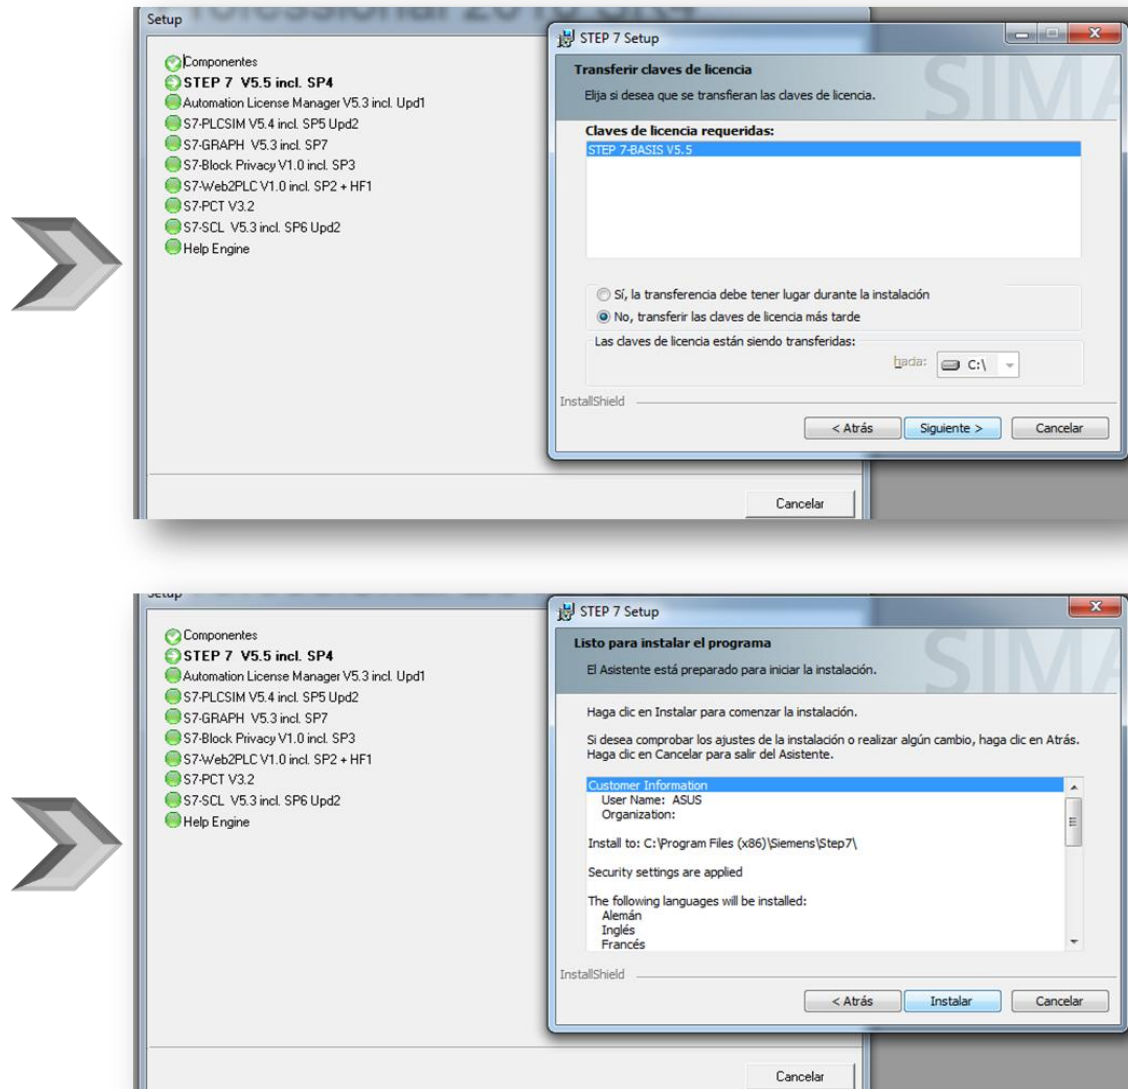 Setup
Componentes
STEP 7 V5.5 incl. SP4
Automation License Manager V5.3 incl. Upd1
S7-PLCSIM V5.4 incl. SP5 Upd2
S7-GRAPH V5.3 incl. SP7
S7-Block Privacy V1.0 incl. SP3
S7-Web2PLC V1.0 incl. SP2 + HF1
S7-PCT V3.2
S7-SCL V5.3 incl. SP6 Upd2
Help Engine
Cancelar
STEP 7 Setup
Transferir claves de licencia
Elija si desea que se transfieran las claves de licencia.
SIMA
Claves de licencia requeridas:
STEP 7-BASIS V5.5
Sí, la transferencia debe tener lugar durante la instalación
No, transferir las claves de licencia más tarde
Las claves de licencia están siendo transferidas:
hacia: C:\
InstallShield
< Atrás Siguiente > Cancelar
Setup
Componentes
STEP 7 V5.5 incl. SP4
Automation License Manager V5.3 incl. Upd1
S7-PLCSIM V5.4 incl. SP5 Upd2
S7-GRAPH V5.3 incl. SP7
S7-Block Privacy V1.0 incl. SP3
S7-Web2PLC V1.0 incl. SP2 + HF1
S7-PCT V3.2
S7-SCL V5.3 incl. SP6 Upd2
Help Engine
Cancelar
STEP 7 Setup
Listo para instalar el programa
El Asistente está preparado para iniciar la instalación.
SIMA
Haga clic en Instalar para comenzar la instalación.
Si desea comprobar los ajustes de la instalación o realizar algún cambio, haga clic en Atrás.
Haga clic en Cancelar para salir del Asistente.
Customer Information
User Name: ASUS
Organization:
Install to: C:\Program Files (x86)\Siemens\Step7\
Security settings are applied
The following languages will be installed:
Alemán
Inglés
Francés
InstallShield
< Atrás Instalar Cancelar